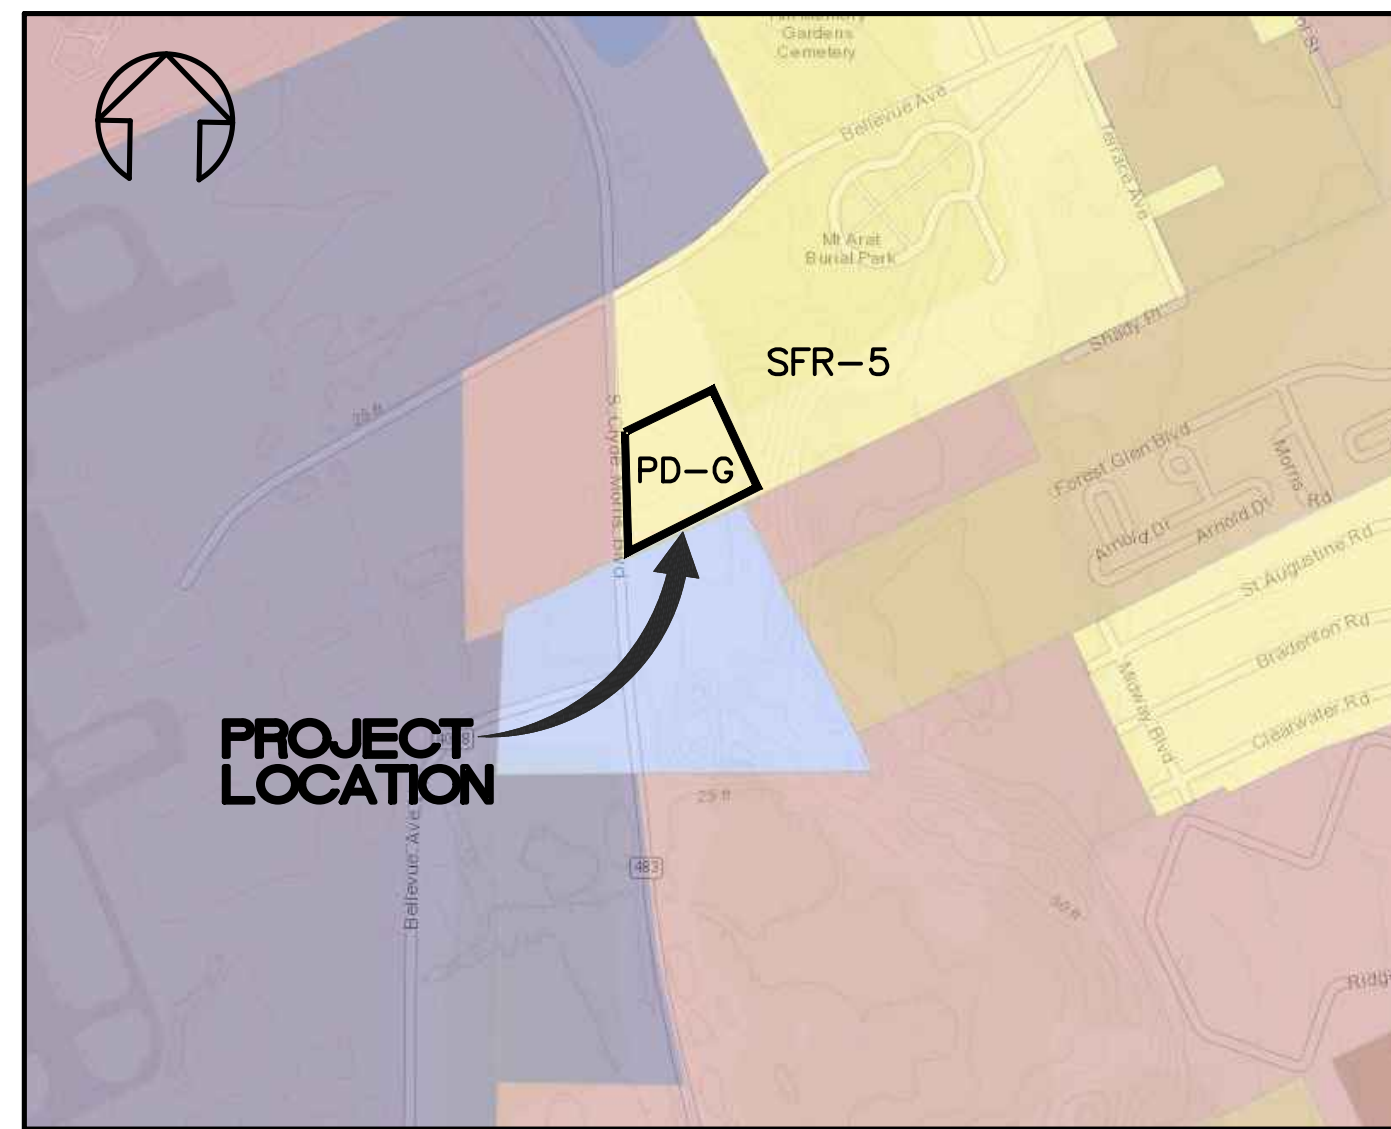 Gardens
Cemetery
Bellevue Ave
Terrace Ave
Mt Arat
Burial Park
Shady Pl
SFR-5
25 ft
S Clyde Morris Blvd
PD-G
Forest Glen Blvd
Morris
Rd
Arnold Dr
Arnold Dr
St Augustine Rd
Bradenton Rd
Midway Blvd
Clearwater Rd
PROJECT
LOCATION
25 ft
Bellevue Ave
483
50 ft